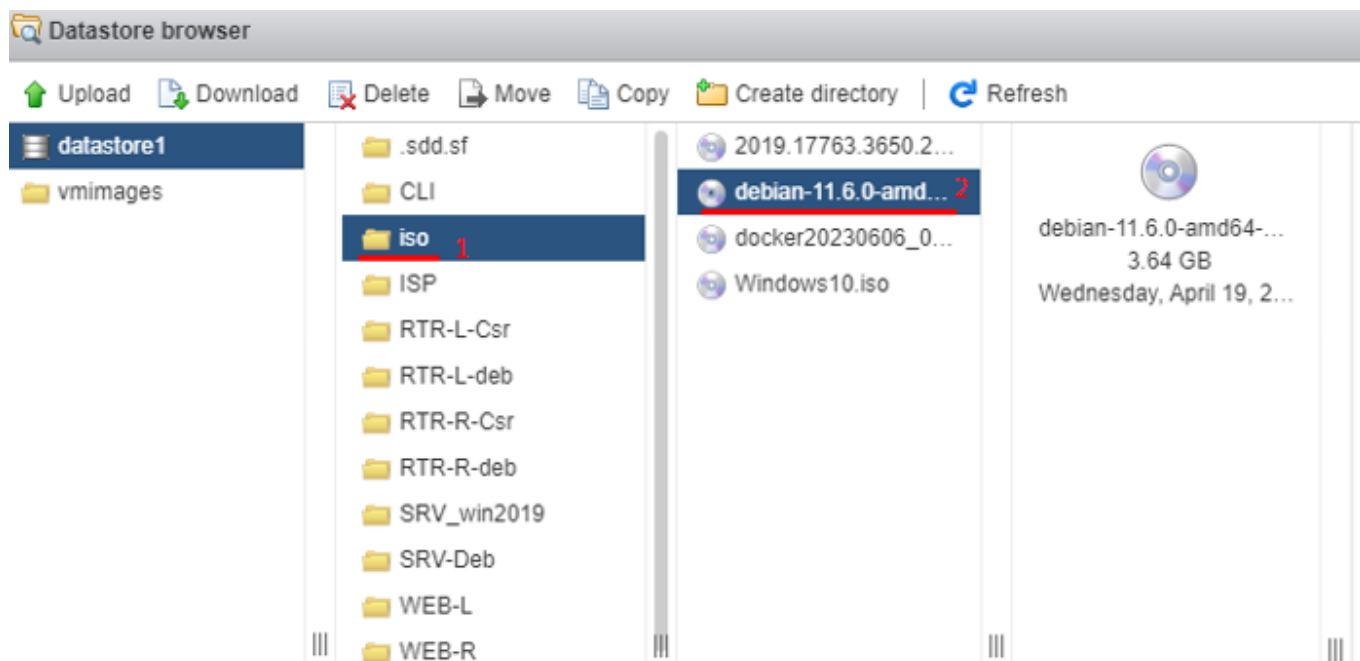 Datastore browser
Upload Download Delete Move Copy Create directory Refresh
datastore1
vmimages
.sdd.sf
CLI
iso 1
ISP
RTR-L-Csr
RTR-L-deb
RTR-R-Csr
RTR-R-deb
SRV_win2019
SRV-Deb
WEB-L
WEB-R
2019.17763.3650.2...
debian-11.6.0-amd... 2
docker20230606_0...
Windows10.iso
debian-11.6.0-amd64-...
3.64 GB
Wednesday, April 19, 2...